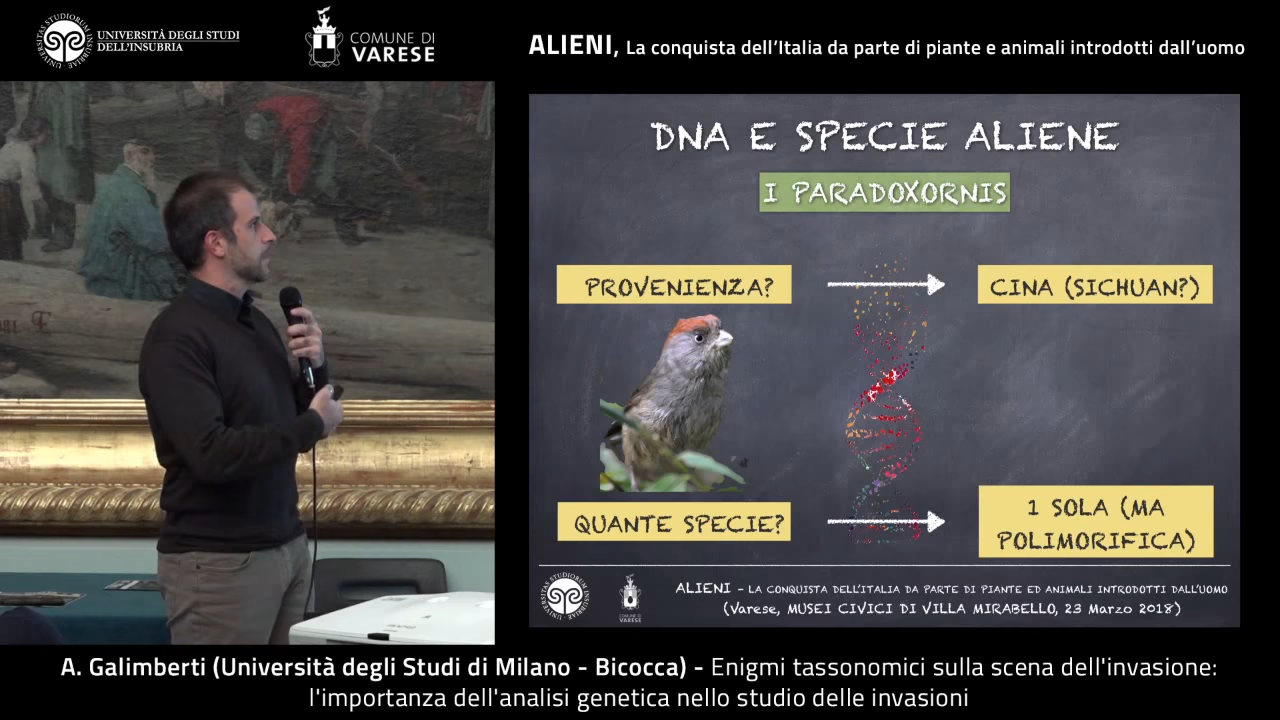 UNIVERSITÀ DEGLI STUDI
DELL'INSUBRIA
COMUNE DI
VARESE
ALIENI, La conquista dell'Italia da parte di piante e animali introdotti dall'uomo
DNA E SPECIE ALIENE
I PARADOXORNIS
PROVENIENZA?
CINA (SICHUAN?)
QUANTE SPECIE?
1 SOLA (MA
POLIMORIFICA)
ALIENI – LA CONQUISTA DELL'ITALIA DA PARTE DI PIANTE ED ANIMALI INTRODOTTI DALL'UOMO
(Varese, MUSEI CIVICI DI VILLA MIRABELLO, 23 Marzo 2018)
COMUNE DI
VARESE
A. Galimberti (Università degli Studi di Milano - Bicocca) - Enigmi tassonomici sulla scena dell'invasione:
l'importanza dell'analisi genetica nello studio delle invasioni